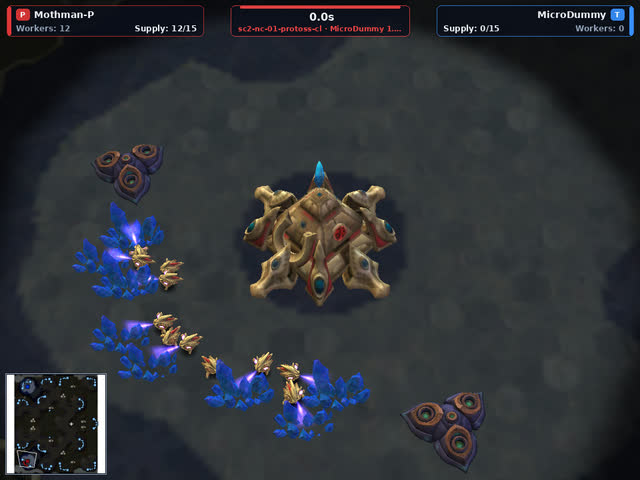 P Mothman-P
Workers: 12 Supply: 12/15
0.0s
sc2-nc-01-protoss-cl - MicroDummy 1....
MicroDummy T
Supply: 0/15 Workers: 0